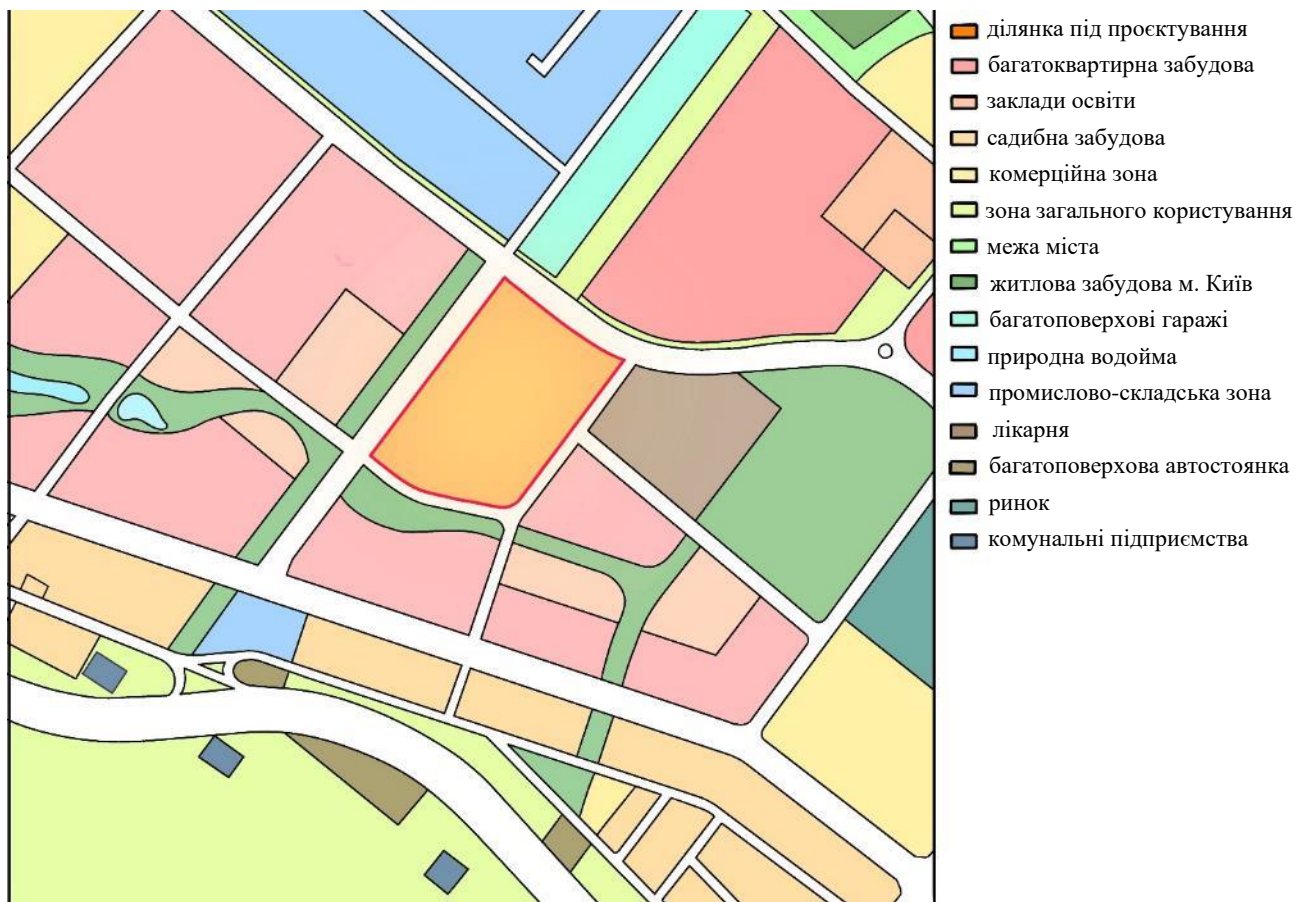 ділянка під проєктування
багатоквартирна забудова
заклади освіти
садибна забудова
комерційна зона
зона загального користування
межа міста
житлова забудова м. Київ
багатоповерхові гаражі
природна водойма
промислово-складська зона
лікарня
багатоповерхова автостоянка
ринок
комунальні підприємства